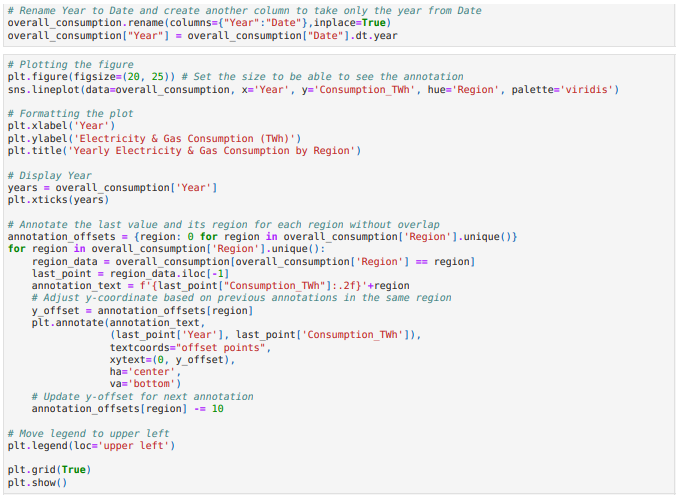 # Rename Year to Date and create another column to take only the year from Date
overall_consumption.rename(columns={"Year":"Date"},inplace=True)
overall_consumption["Year"] = overall_consumption["Date"].dt.year
# Plotting the figure
plt.figure(figsize=(20, 25)) # Set the size to be able to see the annotation
sns.lineplot(data=overall_consumption, x='Year', y='Consumption_TWh', hue='Region', palette='viridis')
# Formatting the plot
plt.xlabel('Year')
plt.ylabel('Electricity & Gas Consumption (TWh)')
plt.title('Yearly Electricity & Gas Consumption by Region')
# Display Year
years = overall_consumption['Year']
plt.xticks(years)
# Annotate the last value and its region for each region without overlap
annotation_offsets = {region: 0 for region in overall_consumption['Region'].unique()}
for region in overall_consumption['Region'].unique():
    region_data = overall_consumption[overall_consumption['Region'] == region]
    last_point = region_data.iloc[-1]
    annotation_text = f'{last_point["Consumption_TWh"]:.2f}'+region
    # Adjust y-coordinate based on previous annotations in the same region
    y_offset = annotation_offsets[region]
    plt.annotate(annotation_text,
                 (last_point['Year'], last_point['Consumption_TWh']),
                 textcoords="offset points",
                 xytext=(0, y_offset),
                 ha='center',
                 va='bottom')
    # Update y-offset for next annotation
    annotation_offsets[region] -= 10
# Move legend to upper left
plt.legend(loc='upper left')
plt.grid(True)
plt.show()